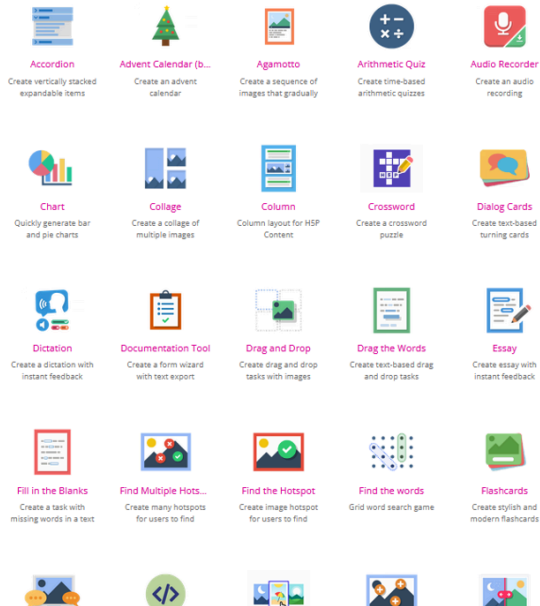 Accordion Advent Calendar (b... Agamotto Arithmetic Quiz Audio Recorder
Create vertically stacked Create an advent Create a sequence of Create time-based Create an audio
expandable items calendar images that gradually arithmetic quizzes recording
Chart Collage Column Crossword Dialog Cards
Quickly generate bar Create a collage of Column layout for H5P Create a crossword Create text-based
and pie charts multiple images Content puzzle turning cards
Dictation Documentation Tool Drag and Drop Drag the Words Essay
Create a dictation with Create a form wizard Create drag and drop Create text-based drag Create essay with
instant feedback with text export tasks with images and drop tasks instant feedback
Fill in the Blanks Find Multiple Hots... Find the Hotspot Find the words Flashcards
Create a task with Create many hotspots Create image hotspot Grid word search game Create stylish and
missing words in a text for users to find for users to find modern flashcards